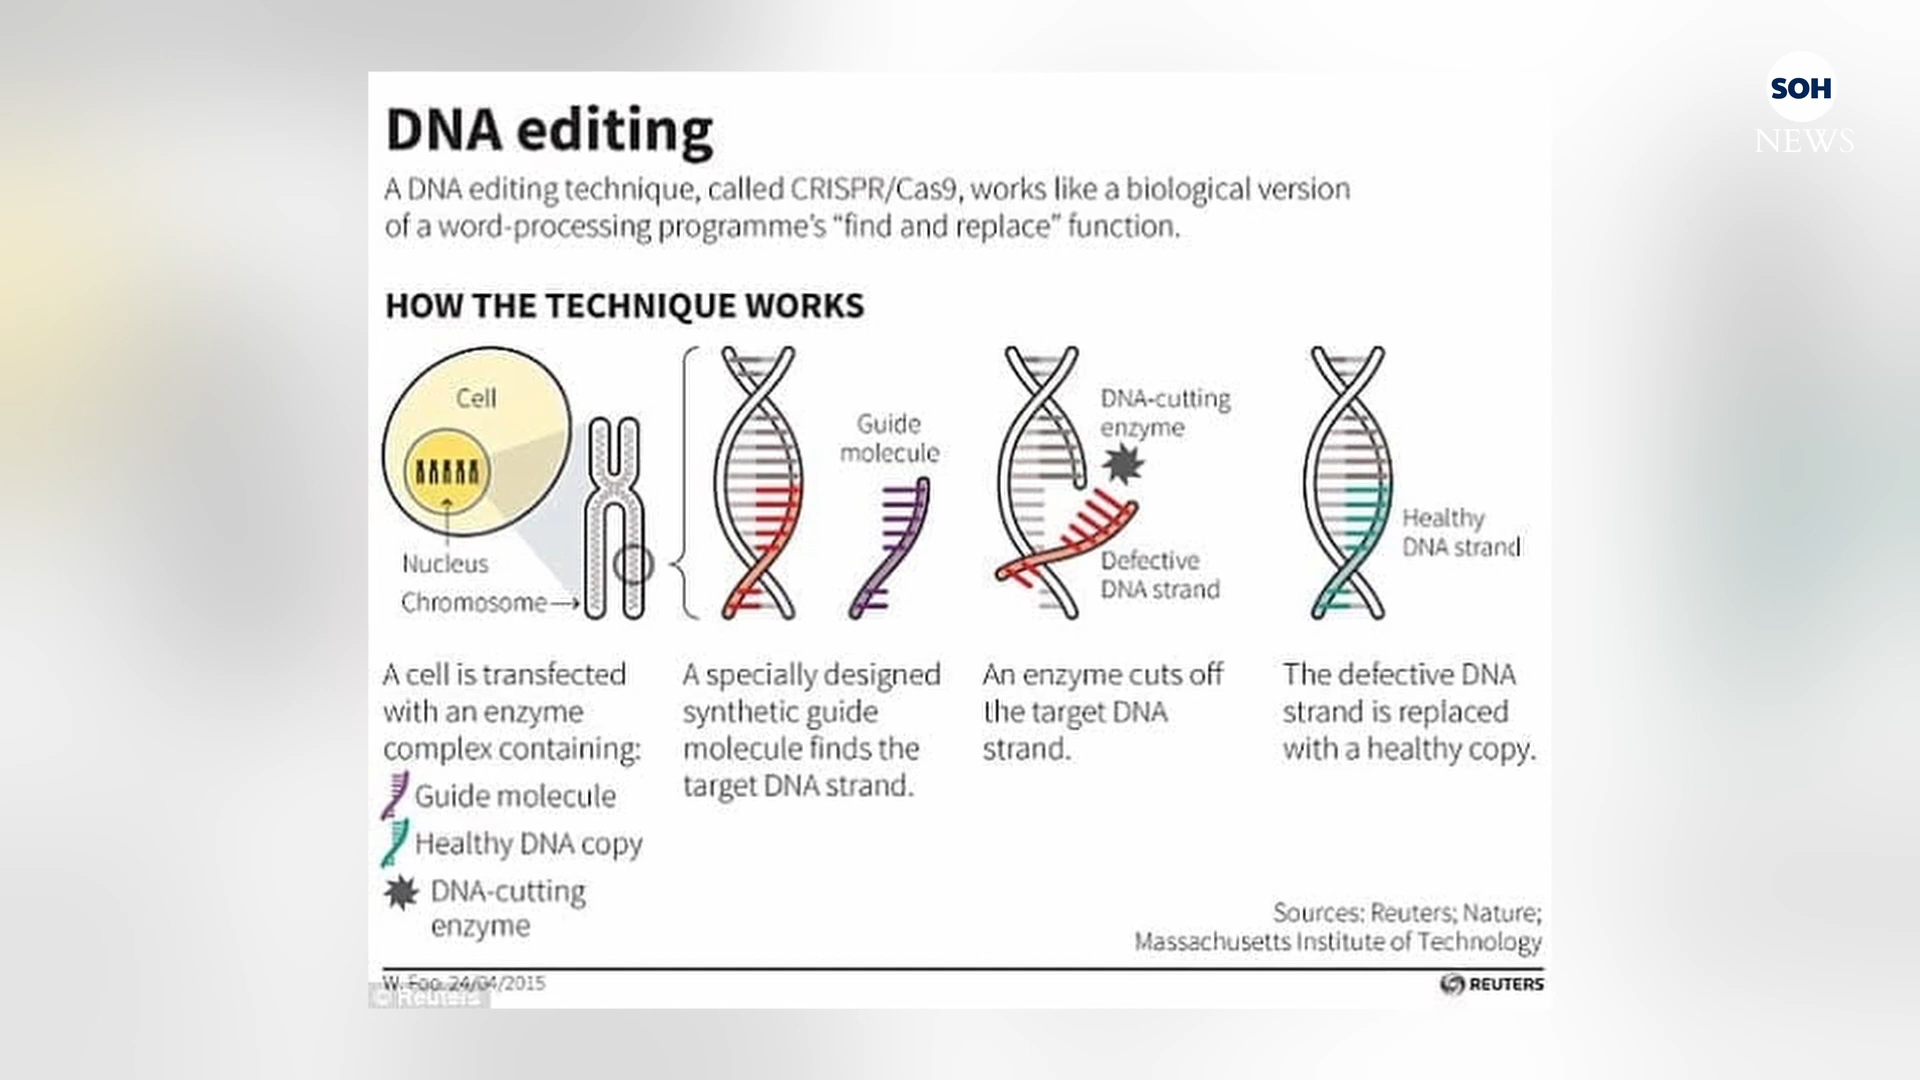 SOH
NEWS
DNA editing
A DNA editing technique, called CRISPR/Cas9, works like a biological version
of a word-processing programme's "find and replace" function.
HOW THE TECHNIQUE WORKS
Cell
Nucleus
Chromosome
Guide
molecule
DNA-cutting
enzyme
Defective
DNA strand
Healthy
DNA strand
A cell is transfected
with an enzyme
complex containing:
Guide molecule
Healthy DNA copy
DNA-cutting
enzyme
A specially designed
synthetic guide
molecule finds the
target DNA strand.
An enzyme cuts off
the target DNA
strand.
The defective DNA
strand is replaced
with a healthy copy.
Sources: Reuters; Nature;
Massachusetts Institute of Technology
W. Foo 24/04/2015
© Reuters
REUTERS